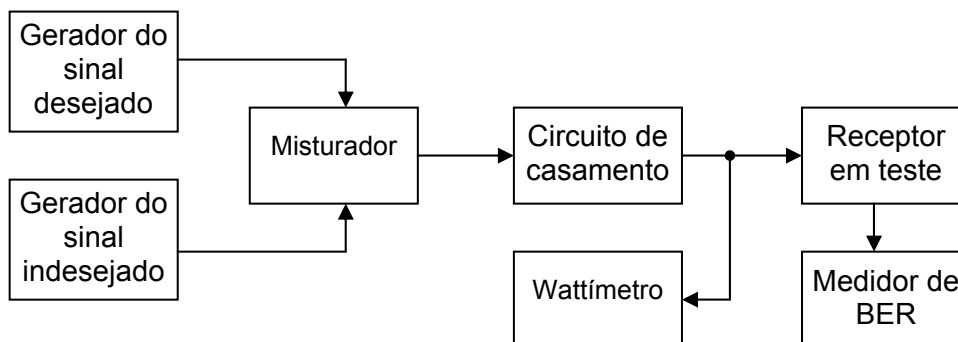 Gerador do
sinal
desejado
Misturador
Circuito de
casamento
Receptor
em teste
Gerador do
sinal
indesejado
Wattímetro
Medidor de
BER